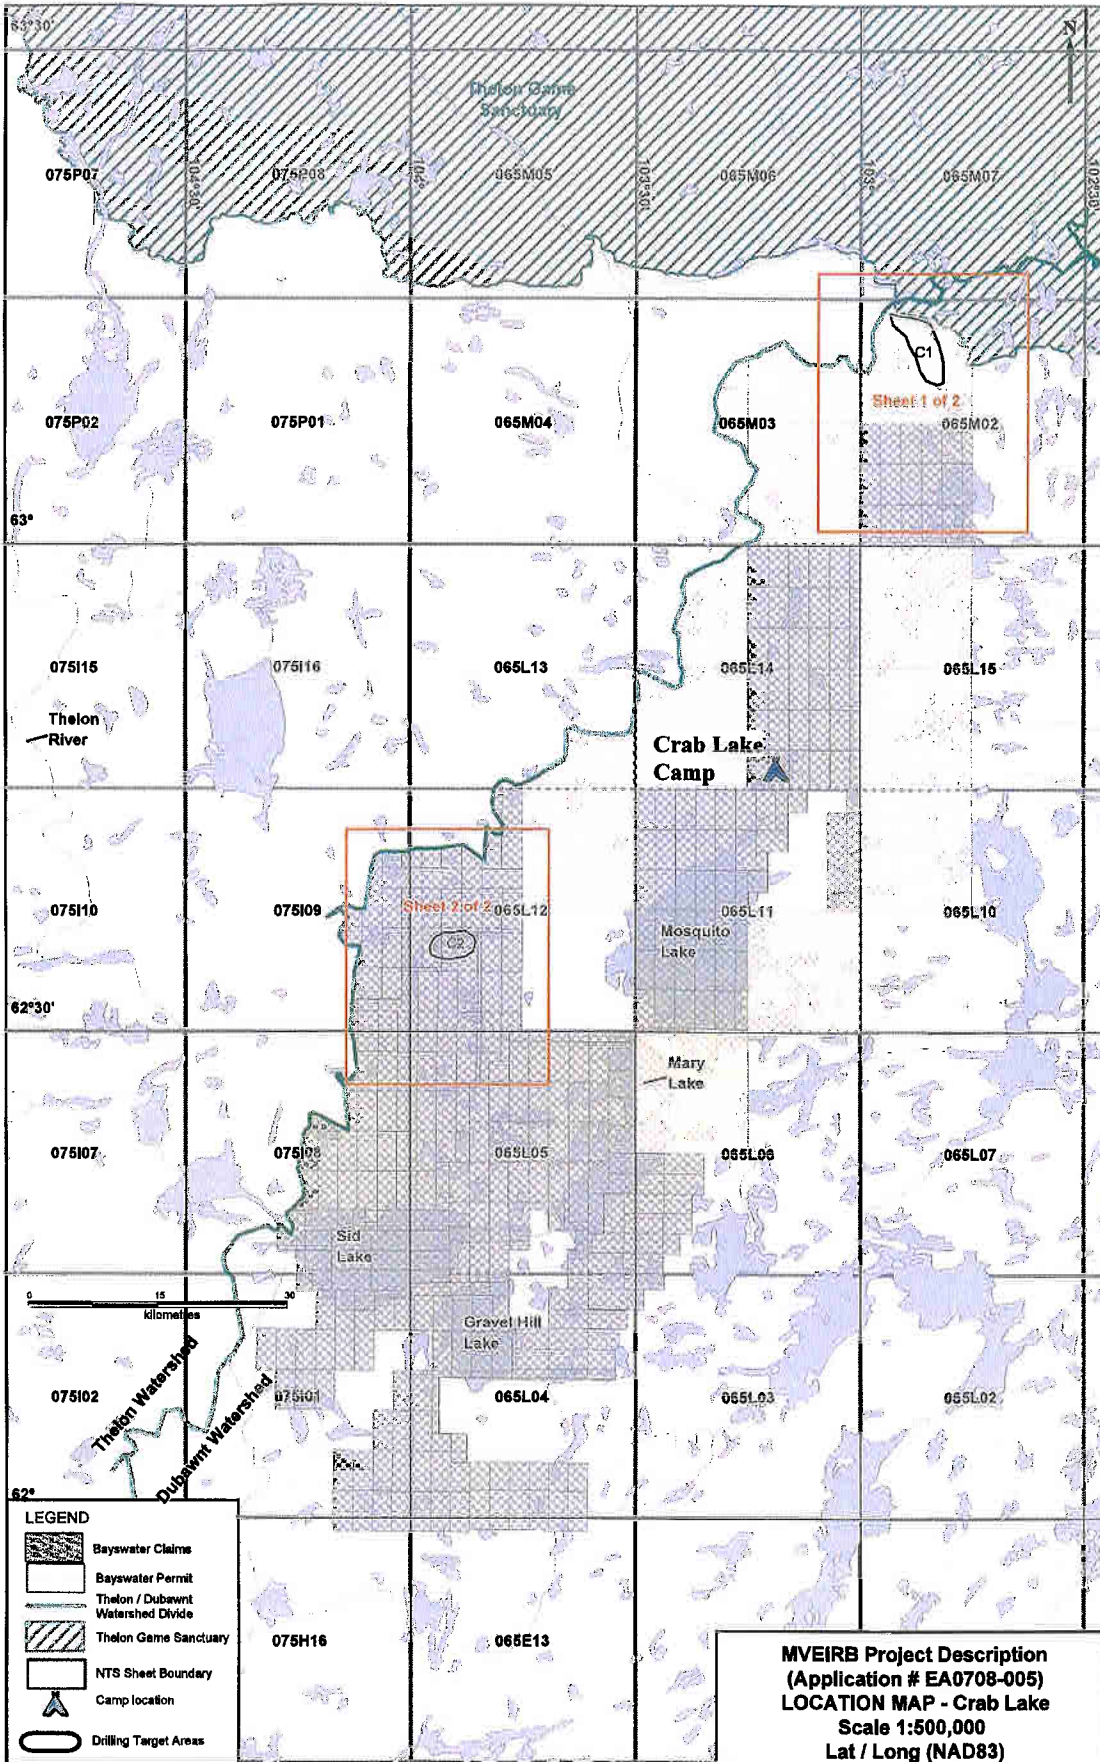 63°30'
N
Thelon Game
Sanctuary
075P07
104°30'
075P08
104°
065M05
103°30'
065M06
103°
065M07
102°30'
C1
Sheet 1 of 2
075P02
075P01
065M04
065M03
065M02
63°
075I15
075I16
065L13
065L14
065L15
Thelon
River
Crab Lake
Camp
075I10
075I09
Sheet 2 of 2
065L12
065L11
065L10
C2
Mosquito
Lake
62°30'
Mary
Lake
075I07
075I08
065L05
065L06
065L07
Sid
Lake
0 15 30
kilometres
Gravel Hill
Lake
Thelon Watershed
Dubawnt Watershed
075I02
075I01
065L04
065L03
065L02
62°
LEGEND
Bayswater Claims
Bayswater Permit
Thelon / Dubawnt
Watershed Divide
Thelon Game Sanctuary
NTS Sheet Boundary
Camp location
Drilling Target Areas
075H16
065E13
MVEIRB Project Description
(Application # EA0708-005)
LOCATION MAP - Crab Lake
Scale 1:500,000
Lat / Long (NAD83)